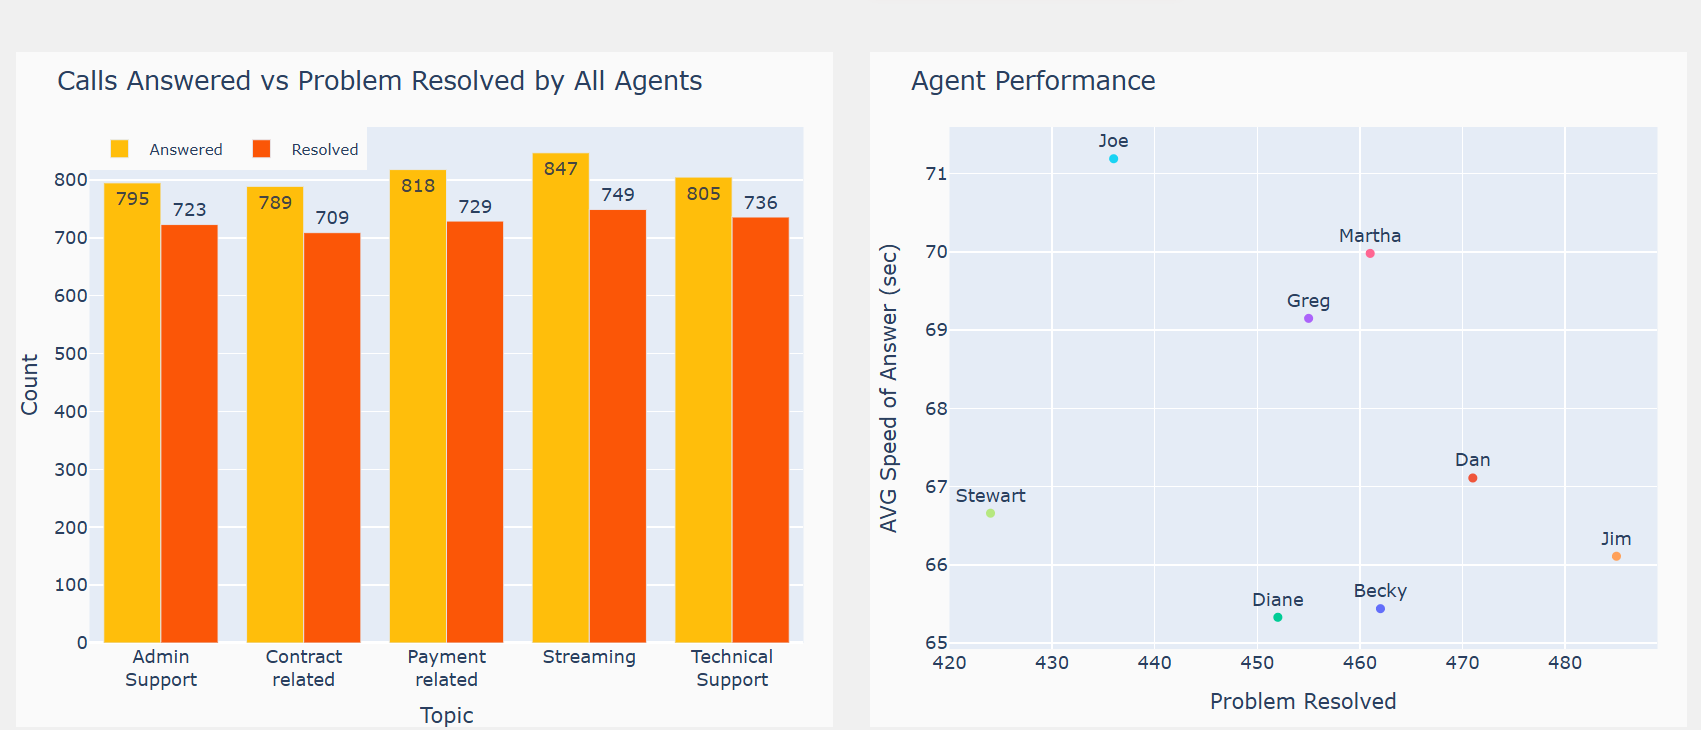 Calls Answered vs Problem Resolved by All Agents
Answered
Resolved
Count
800
700
600
500
400
300
200
100
0
795
723
789
709
818
729
847
749
805
736
Admin
Support
Contract
related
Payment
related
Streaming
Technical
Support
Topic
Agent Performance
AVG Speed of Answer (sec)
71
70
69
68
67
66
65
Joe
Martha
Greg
Dan
Stewart
Jim
Becky
Diane
420
430
440
450
460
470
480
Problem Resolved